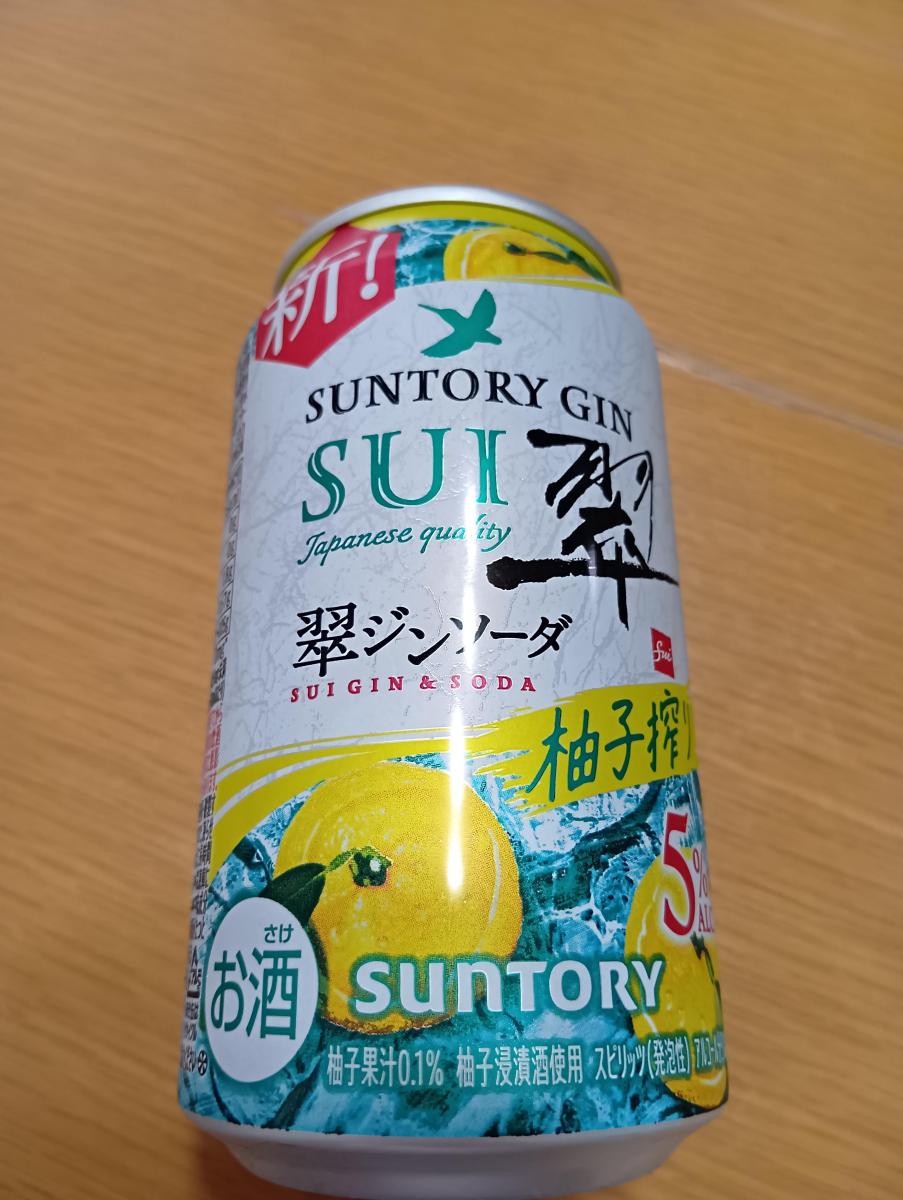 新!
SUNTORY GIN
SUI 翠
Japanese quality
翠ジンソーダ
Sui
SUI GIN & SODA
柚子搾り
5%
ALC
さけ
お酒
SUNTORY
柚子果汁0.1% 柚子浸漬酒使用 スピリッツ(発泡性)